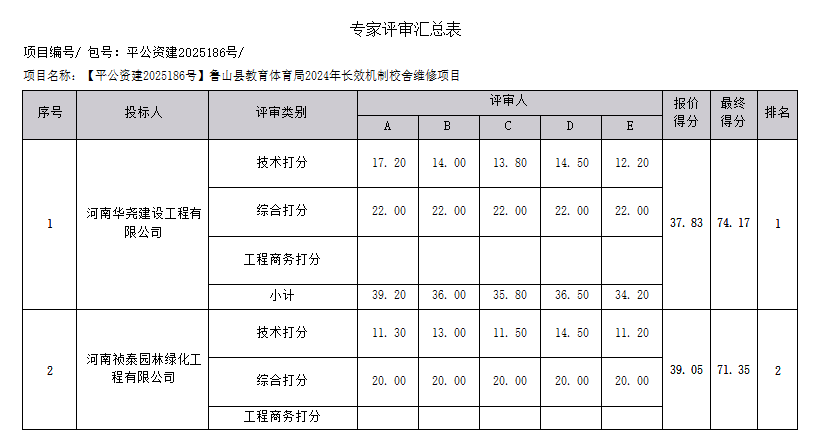 专家评审汇总表
项目编号/ 包号：平公资建2025186号/
项目名称：【平公资建2025186号】鲁山县教育体育局2024年长效机制校舍维修项目
序号 投标人 评审类别 评审人 报价得分 最终得分 排名
A B C D E
1 河南华尧建设工程有限公司 技术打分 17.20 14.00 13.80 14.50 12.20 37.83 74.17 1
综合打分 22.00 22.00 22.00 22.00 22.00
工程商务打分
小计 39.20 36.00 35.80 36.50 34.20
2 河南祯泰园林绿化工程有限公司 技术打分 11.30 13.00 11.50 14.50 11.20 39.05 71.35 2
综合打分 20.00 20.00 20.00 20.00 20.00
工程商务打分